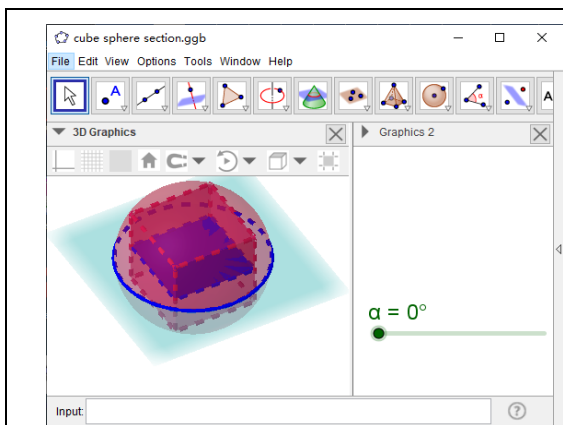 cube sphere section.ggb
File Edit View Options Tools Window Help
A
α
A
3D Graphics
Graphics 2
α = 0°
Input:
?